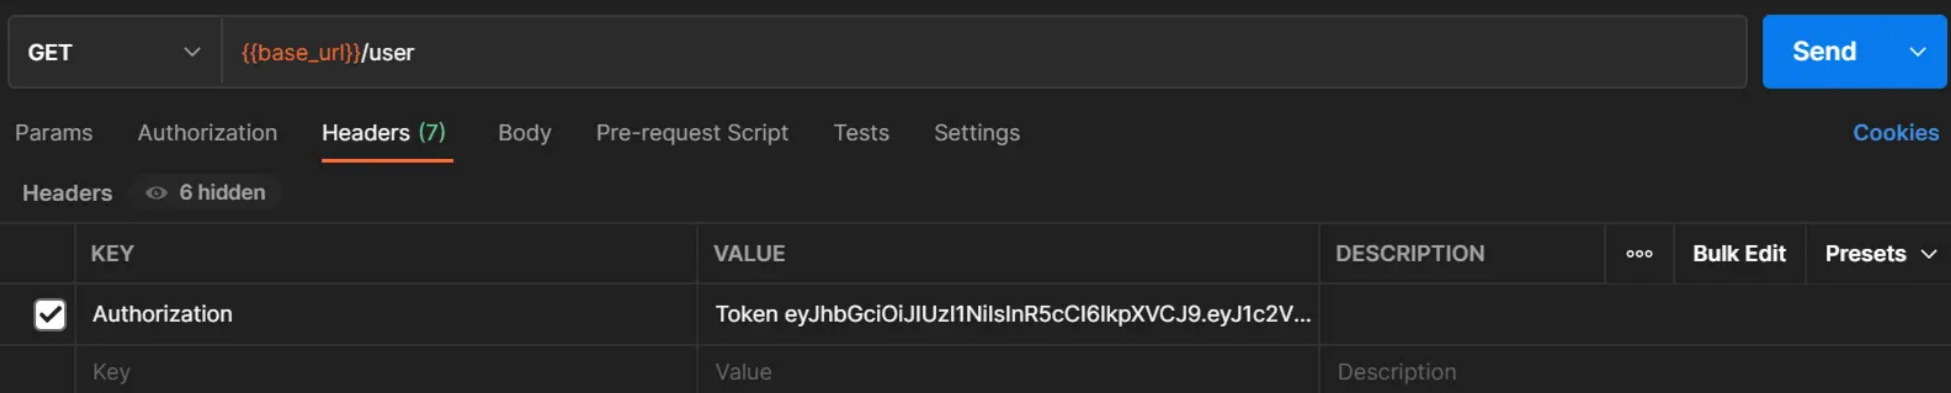 GET {{base_url}}/user Send
Params Authorization Headers (7) Body Pre-request Script Tests Settings Cookies
Headers 6 hidden
KEY VALUE DESCRIPTION ooo Bulk Edit Presets
Authorization Token eyJhbGciOiJIUzI1NiIsInR5cCI6IkpXVCJ9.eyJ1c2V...
Key Value Description